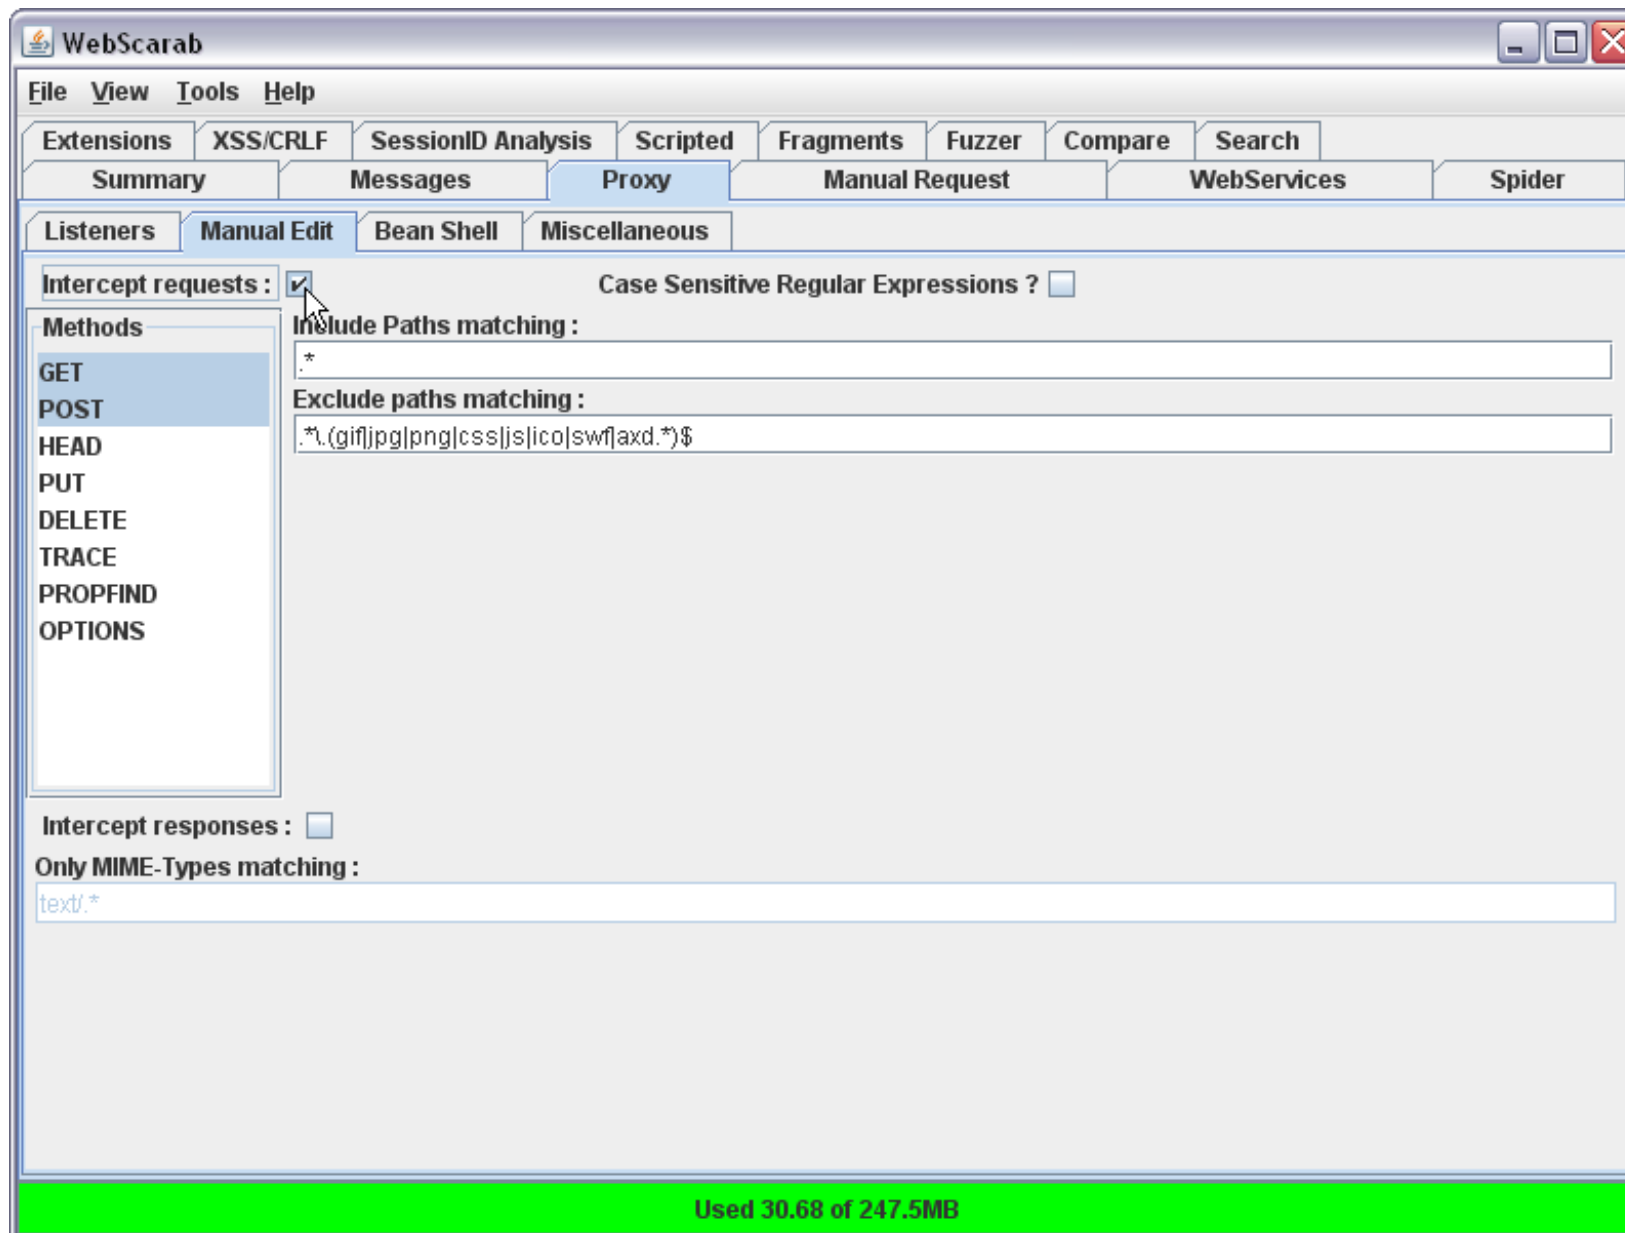 WebScarab
File View Tools Help
Extensions XSS/CRLF SessionID Analysis Scripted Fragments Fuzzer Compare Search
Summary Messages Proxy Manual Request WebServices Spider
Listeners Manual Edit Bean Shell Miscellaneous
Intercept requests : Case Sensitive Regular Expressions ?
Methods
GET
POST
HEAD
PUT
DELETE
TRACE
PROPFIND
OPTIONS
Include Paths matching :
.*
Exclude paths matching :
.*\.(gif|jpg|png|css|js|ico|swf|axd.*)$
Intercept responses :
Only MIME-Types matching :
text/.*
Used 30.68 of 247.5MB